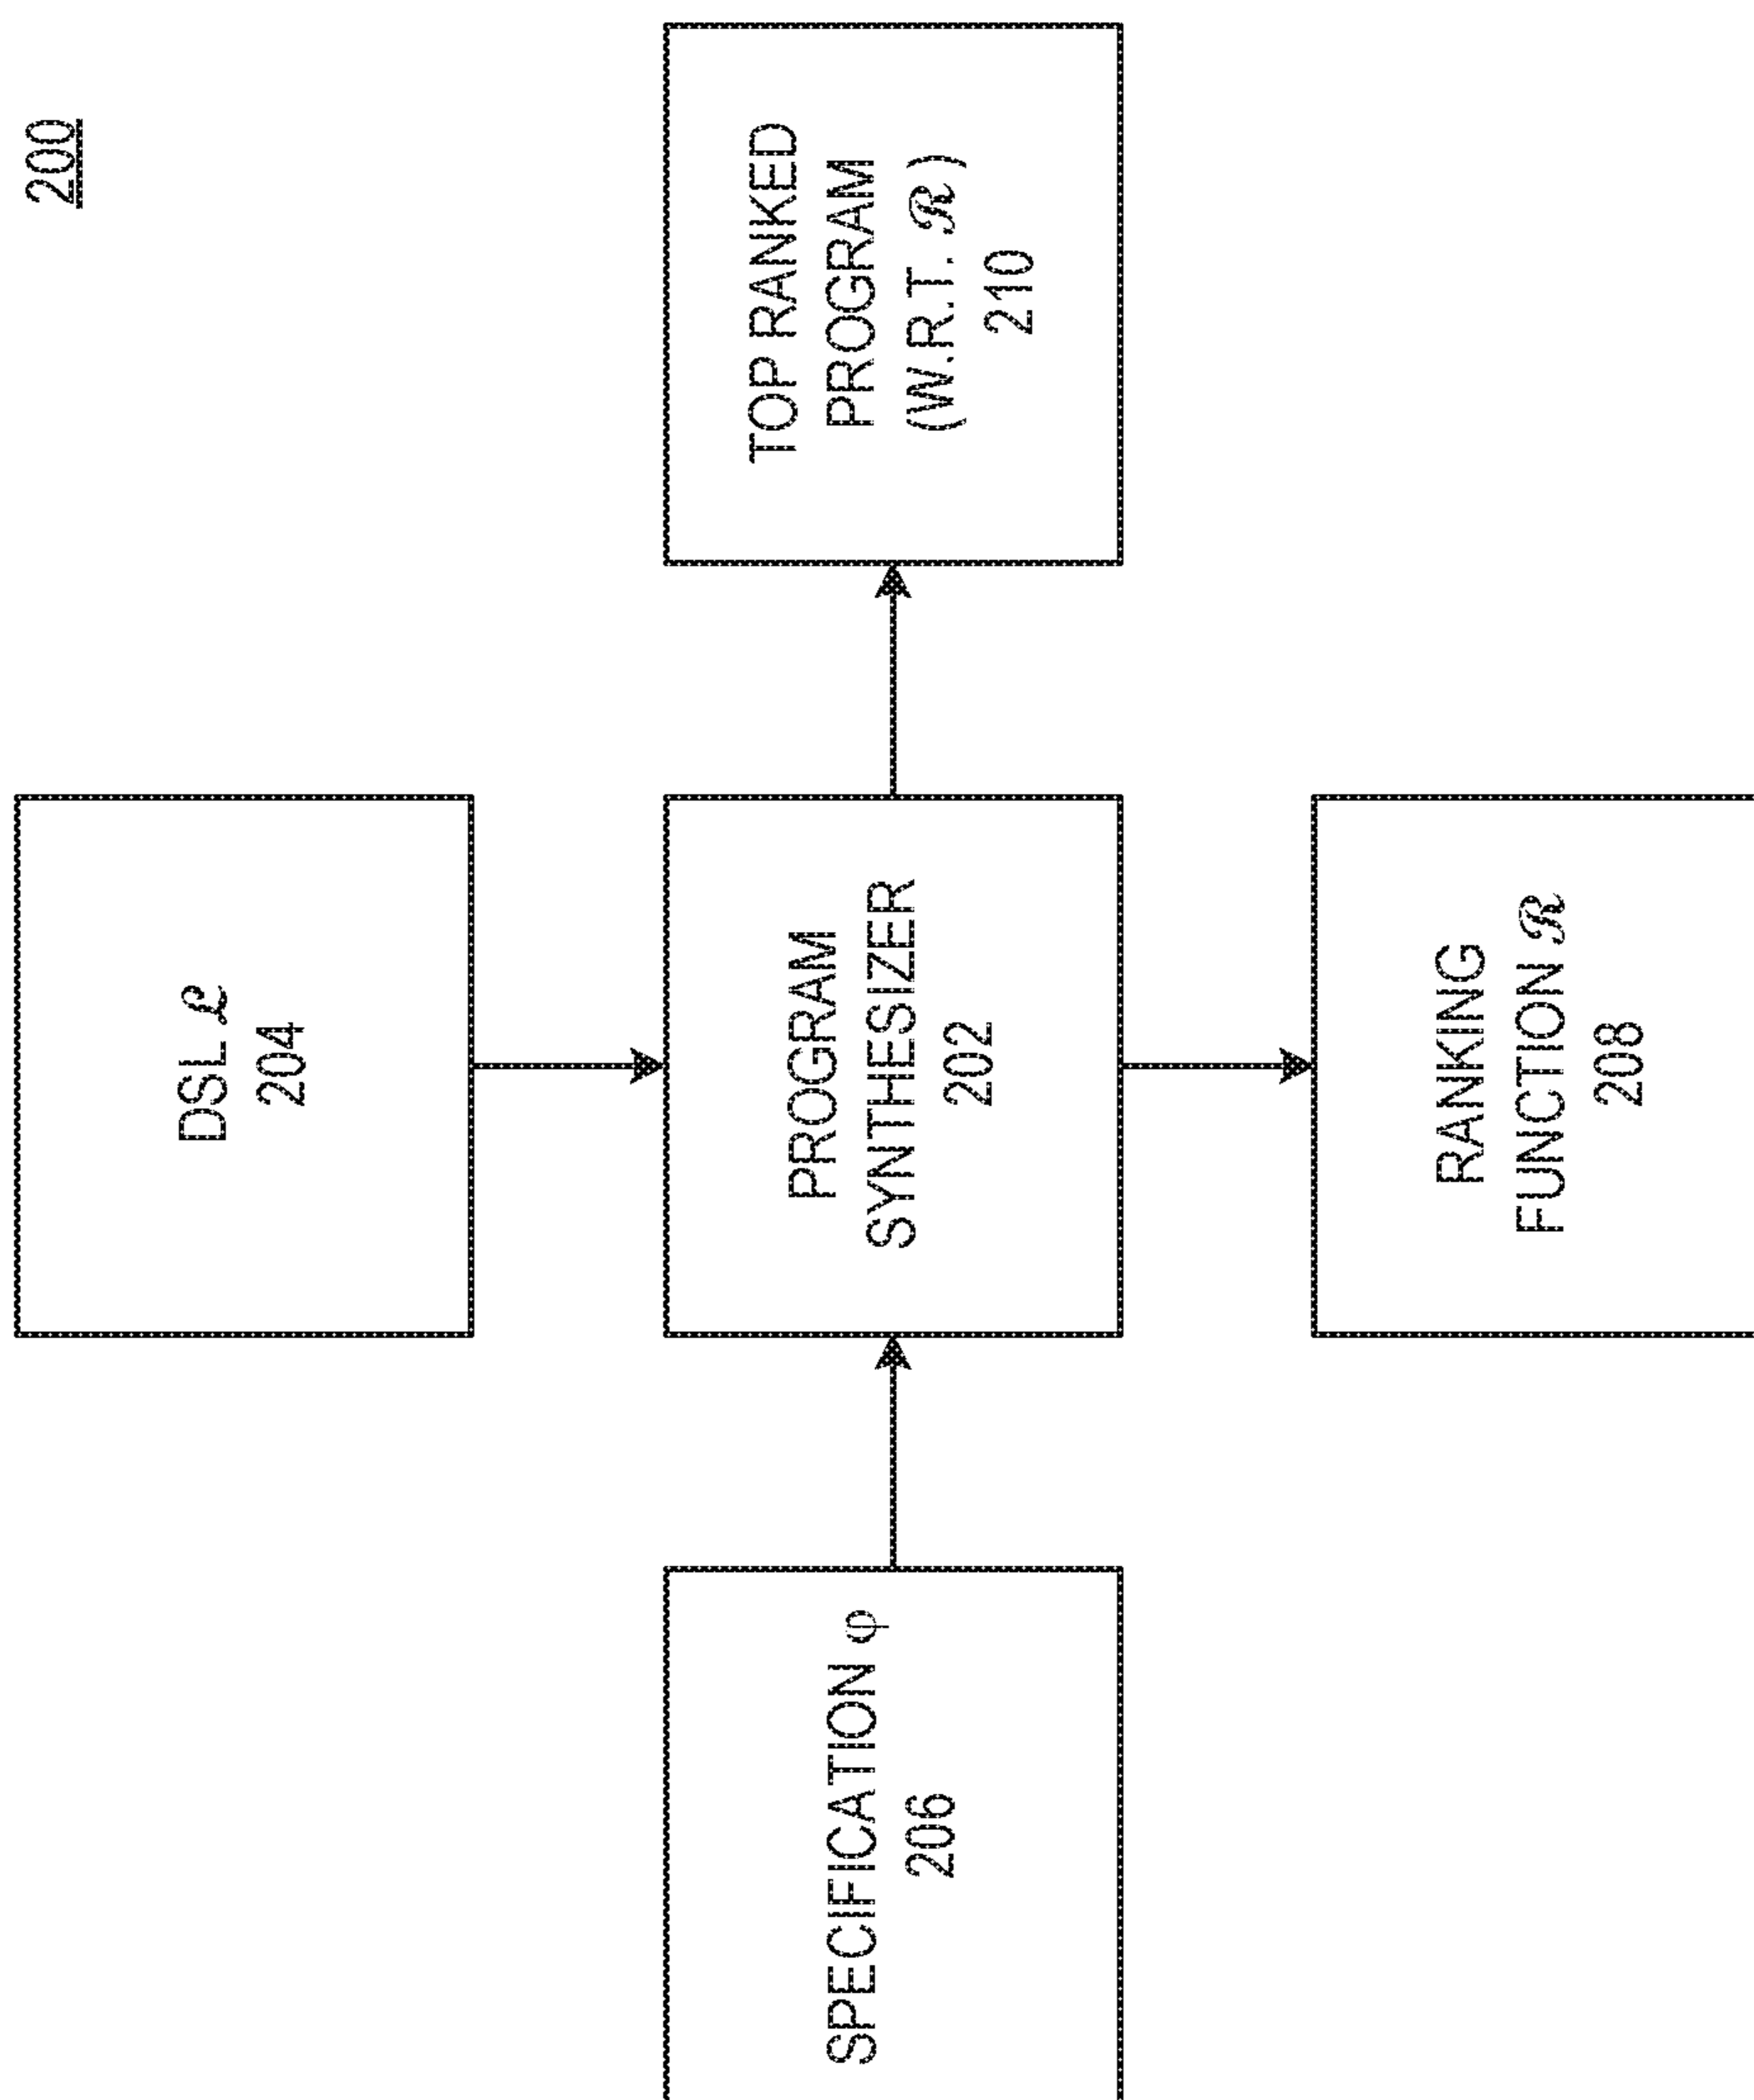 200
DSL ℒ
204
SPECIFICATION φ
206
PROGRAM
SYNTHESIZER
202
TOP RANKED
PROGRAM
(W.R.T. ℛ)
210
RANKING
FUNCTION ℛ
208